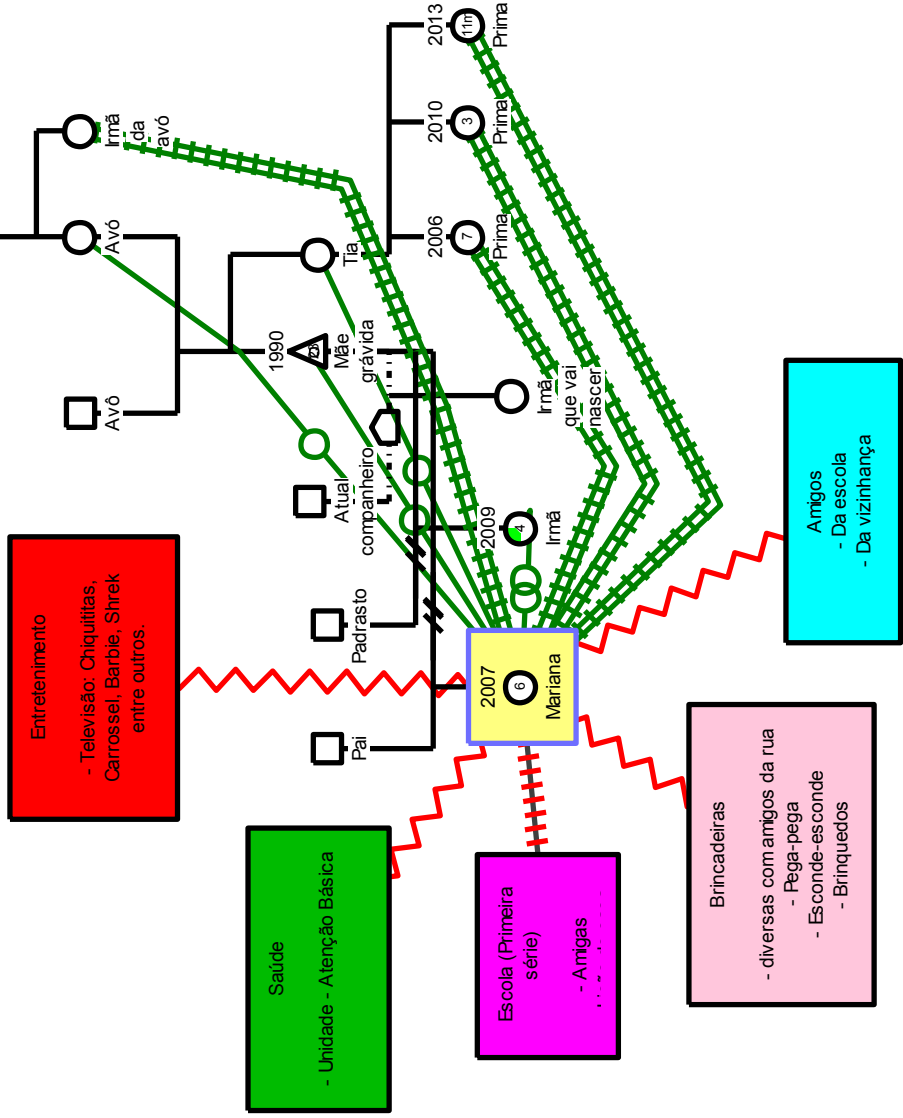 Irmã
da
avó
Avó
Avô
2013
11m
Prima
2010
3
Prima
2006
7
Prima
Tia
1990
Mãe
grávida
Irmã
que vai
nascer
Atual
companheiro
2009
4
Irmã
Padrasto
Pai
2007
6
Mariana
Entretenimento
- Televisão: Chiquititas,
Carrossel, Barbie, Shrek
entre outros.
Saúde
- Unidade - Atenção Básica
Escola (Primeira
série)
- Amigas
Brincadeiras
- diversas com amigos da rua
- Pega-pega
- Esconde-esconde
- Brinquedos
Amigos
- Da escola
- Da vizinhança